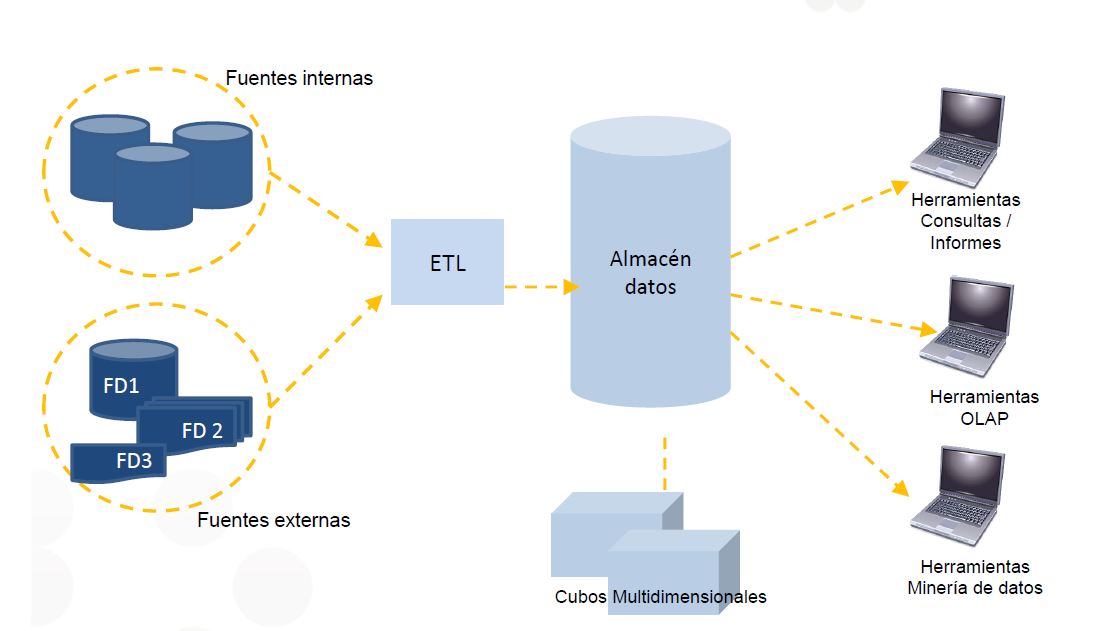 Fuentes internas
ETL
Almacén
datos
Herramientas
Consultas /
Informes
FD1
FD 2
FD3
Fuentes externas
Herramientas
OLAP
Cubos Multidimensionales
Herramientas
Minería de datos